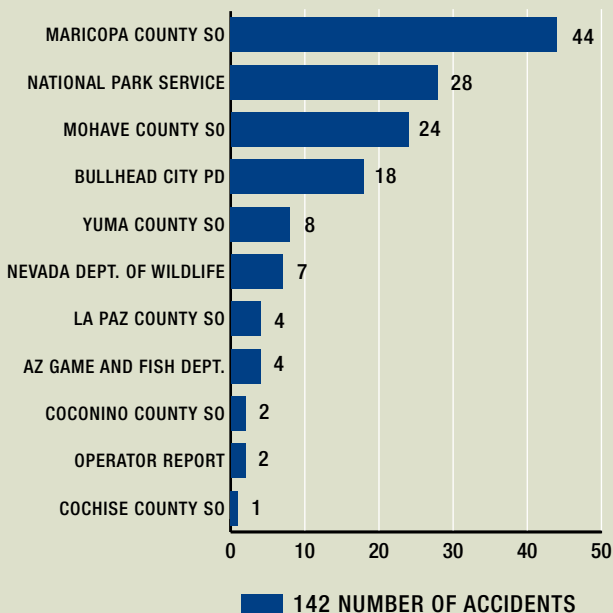 MARICOPA COUNTY SO 44
NATIONAL PARK SERVICE 28
MOHAVE COUNTY SO 24
BULLHEAD CITY PD 18
YUMA COUNTY SO 8
NEVADA DEPT. OF WILDLIFE 7
LA PAZ COUNTY SO 4
AZ GAME AND FISH DEPT. 4
COCONINO COUNTY SO 2
OPERATOR REPORT 2
COCHISE COUNTY SO 1
0 10 20 30 40 50
142 NUMBER OF ACCIDENTS